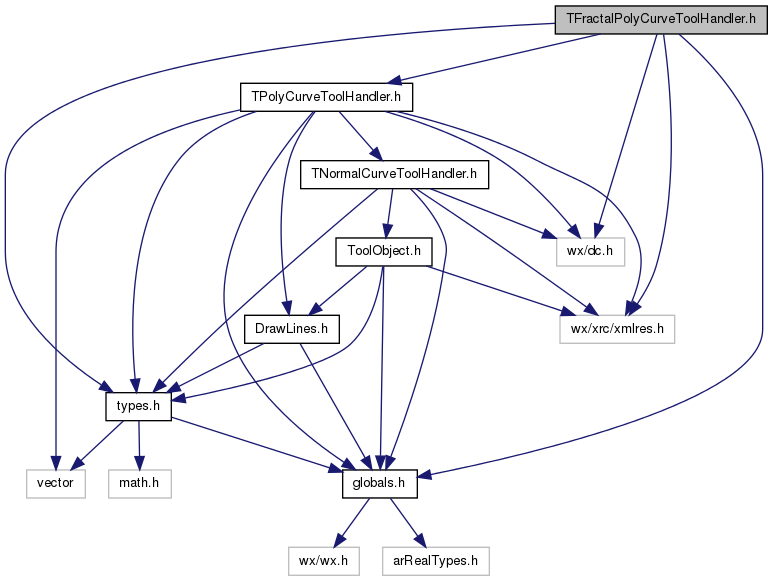 TFractalPolyCurveToolHandler.h
TPolyCurveToolHandler.h
TNormalCurveToolHandler.h
ToolObject.h
wx/dc.h
DrawLines.h
wx/xrc/xmlres.h
types.h
vector
math.h
globals.h
wx/wx.h
arRealTypes.h